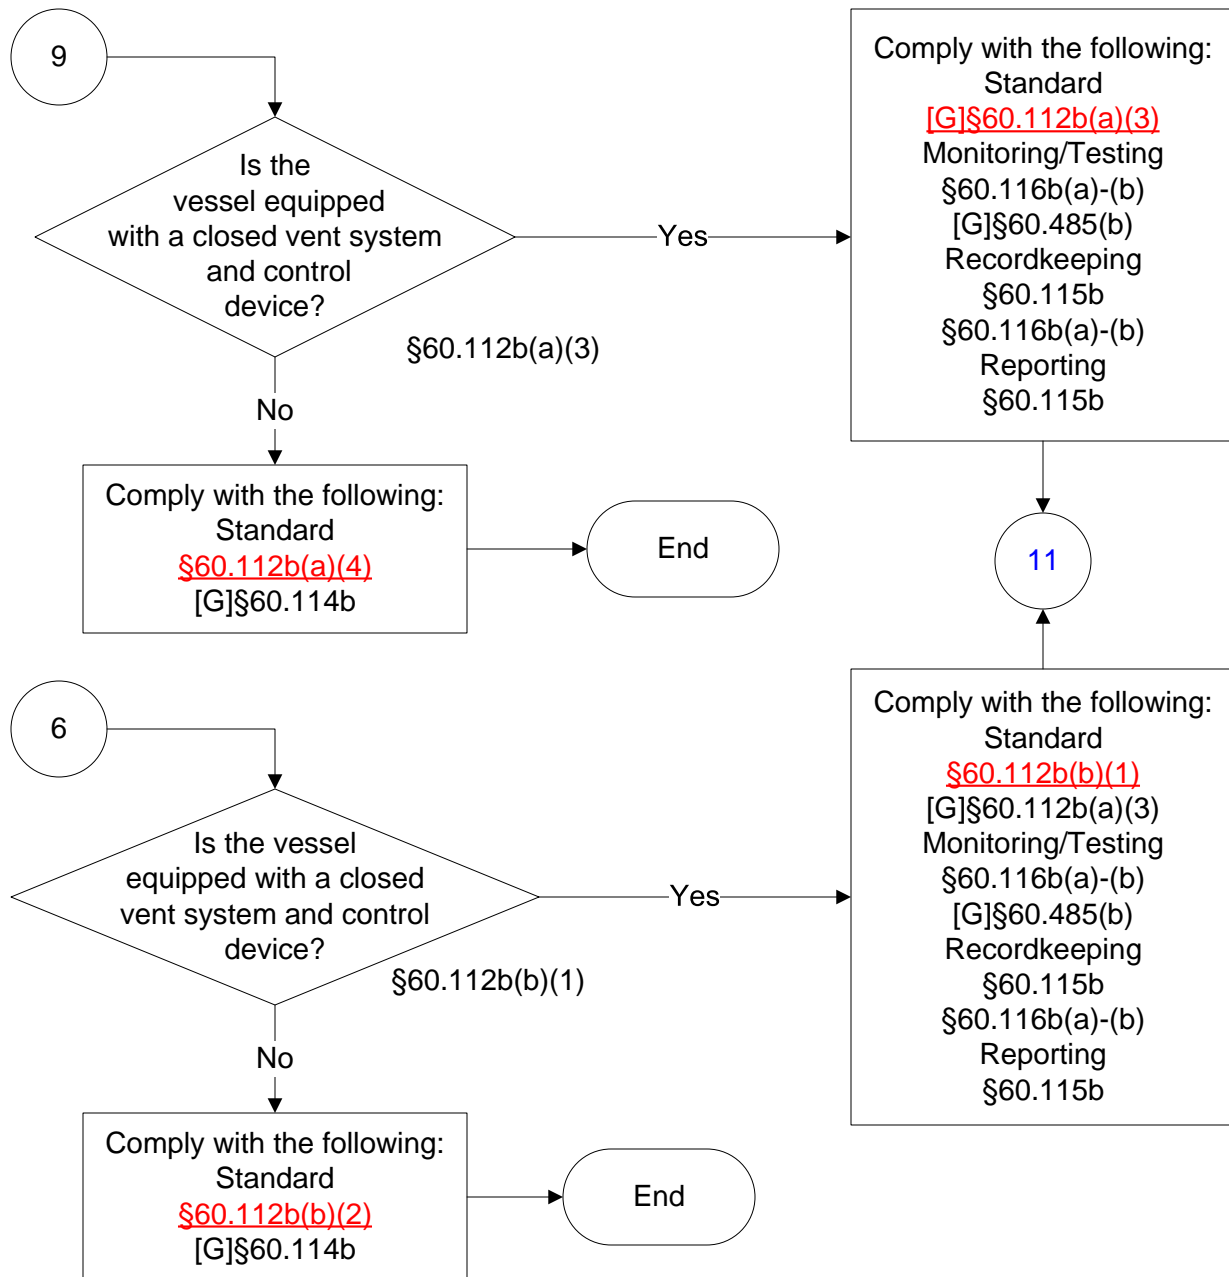 9
Is the
vessel equipped
with a closed vent system
and control
device?
§60.112b(a)(3)
Yes
No
Comply with the following:
Standard
[G]§60.112b(a)(3)
Monitoring/Testing
§60.116b(a)-(b)
[G]§60.485(b)
Recordkeeping
§60.115b
§60.116b(a)-(b)
Reporting
§60.115b
Comply with the following:
Standard
§60.112b(a)(4)
[G]§60.114b
End
11
6
Is the vessel
equipped with a closed
vent system and control
device?
§60.112b(b)(1)
Yes
No
Comply with the following:
Standard
§60.112b(b)(1)
[G]§60.112b(a)(3)
Monitoring/Testing
§60.116b(a)-(b)
[G]§60.485(b)
Recordkeeping
§60.115b
§60.116b(a)-(b)
Reporting
§60.115b
Comply with the following:
Standard
§60.112b(b)(2)
[G]§60.114b
End